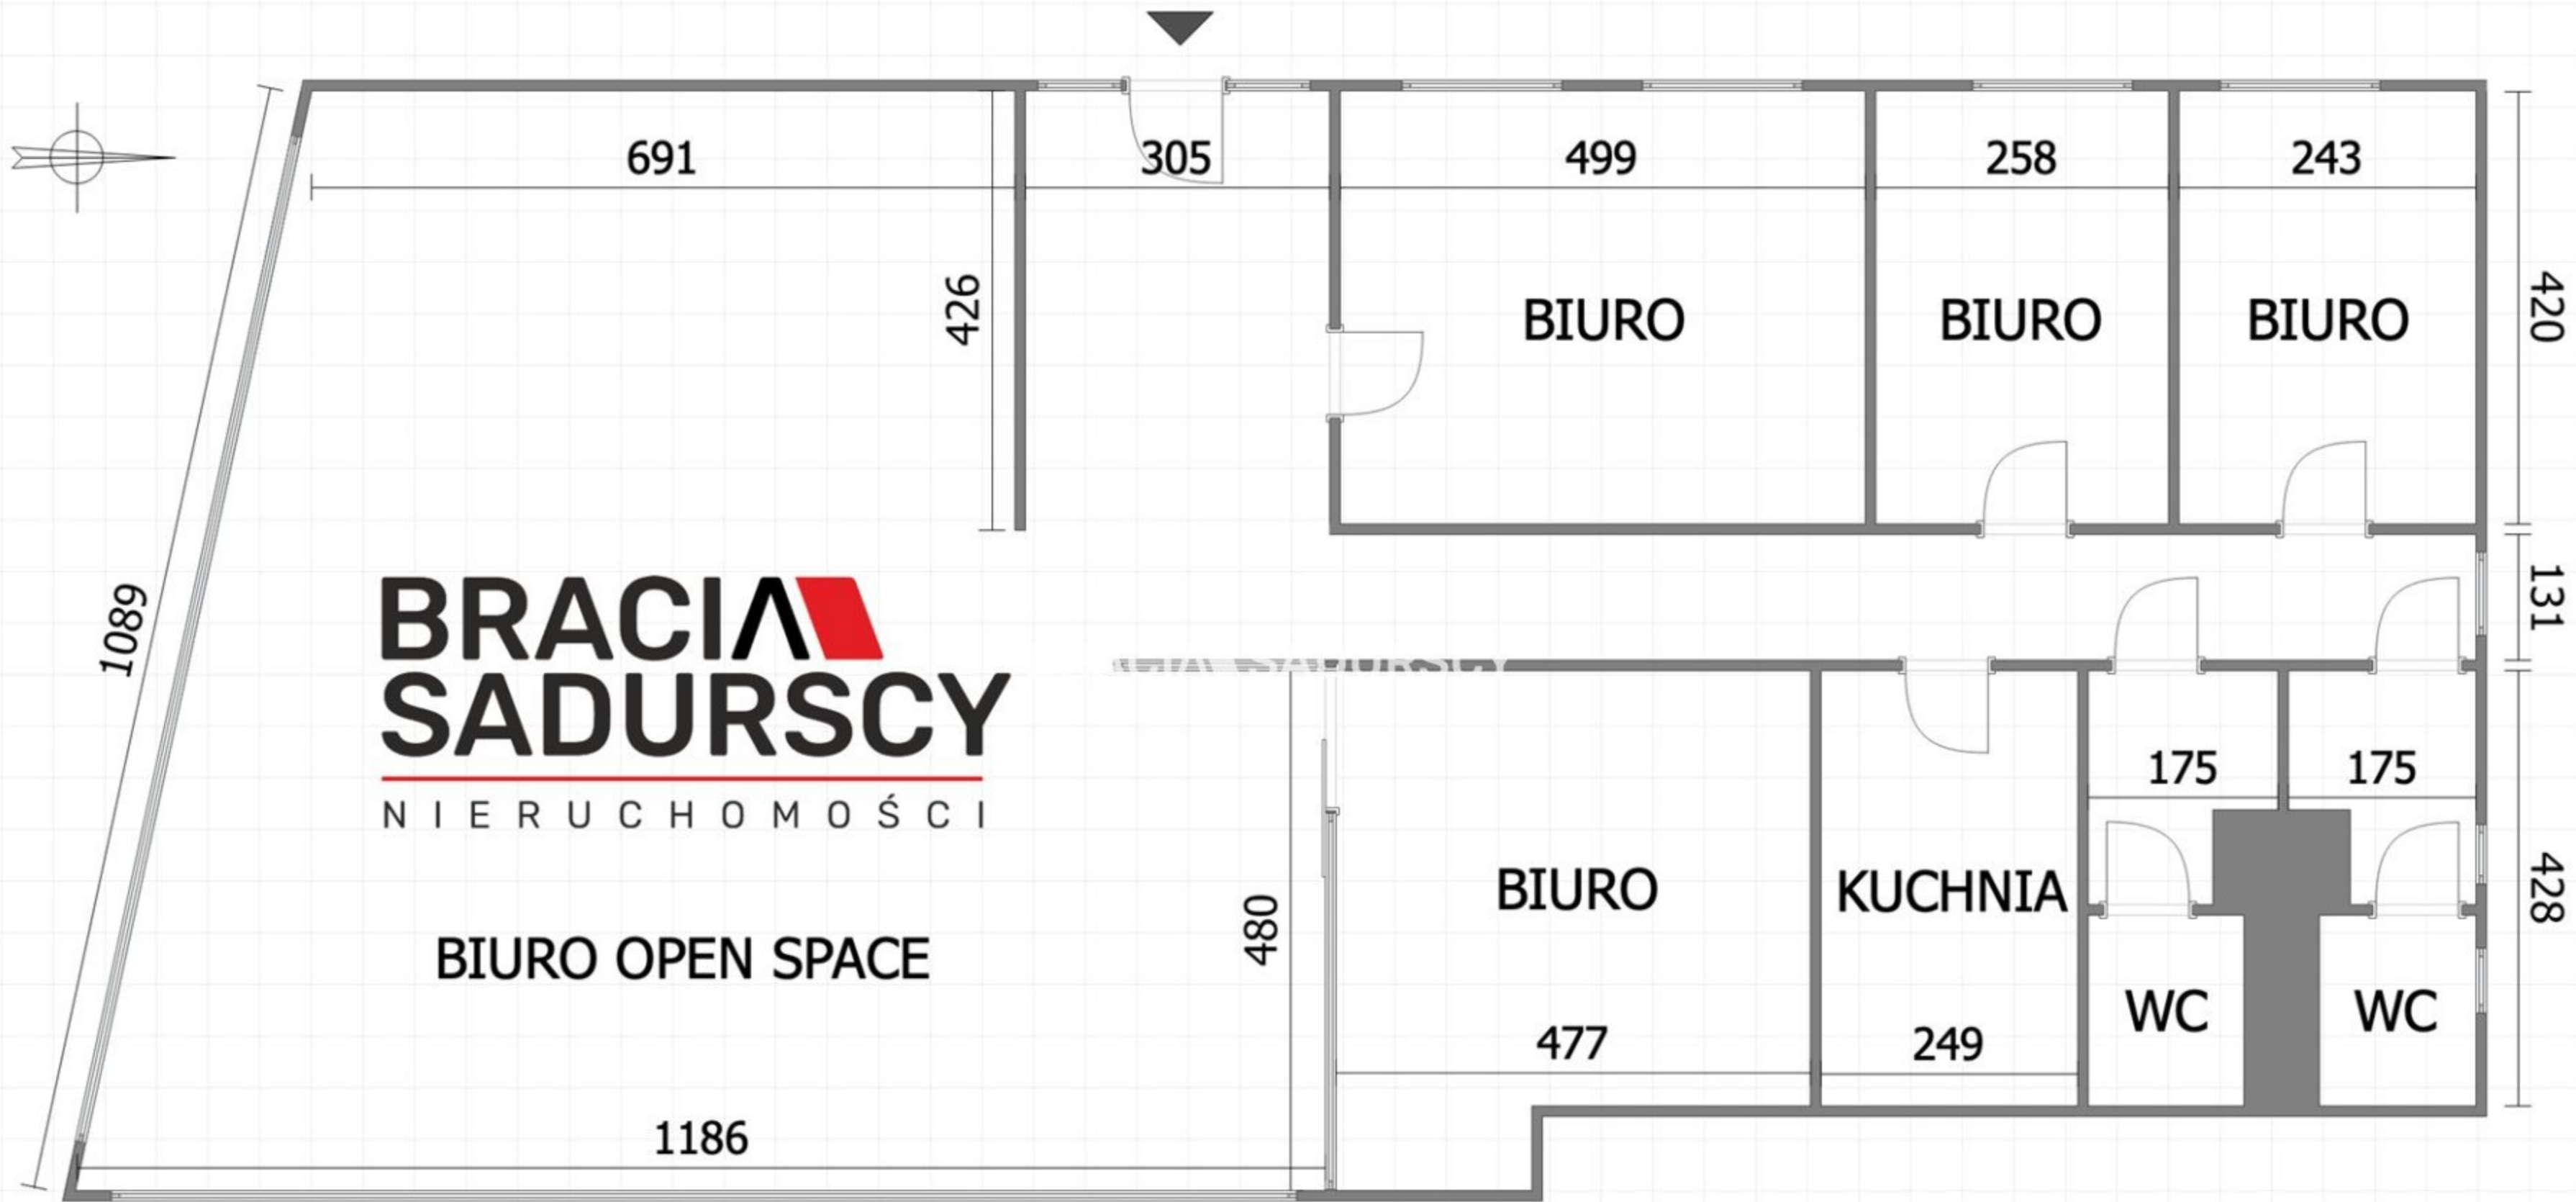 691
305
499
258
243
426
420
BIURO
BIURO
BIURO
1089
131
BRACIA
SADURSCY
NIERUCHOMOŚCI
SADURSCY
175
175
480
BIURO
KUCHNIA
428
BIURO OPEN SPACE
WC
WC
477
249
1186